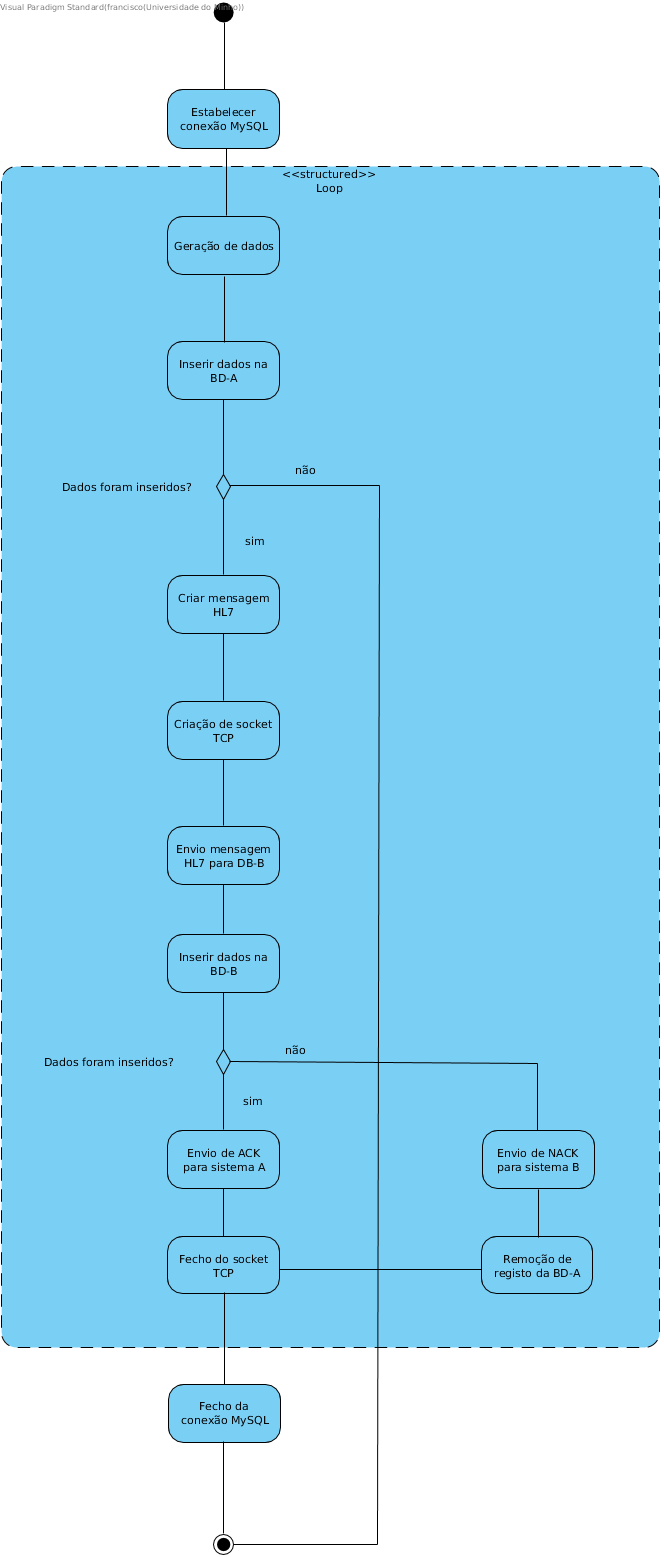 Visual Paradigm Standard(francisco(Universidade do Minho))
Estabelecer
conexão MySQL
<<structured>>
Loop
Geração de dados
Inserir dados na
BD-A
não
Dados foram inseridos?
sim
Criar mensagem
HL7
Criação de socket
TCP
Envio mensagem
HL7 para DB-B
Inserir dados na
BD-B
não
Dados foram inseridos?
sim
Envio de ACK
para sistema A
Envio de NACK
para sistema B
Fecho do socket
TCP
Remoção de
registo da BD-A
Fecho da
conexão MySQL